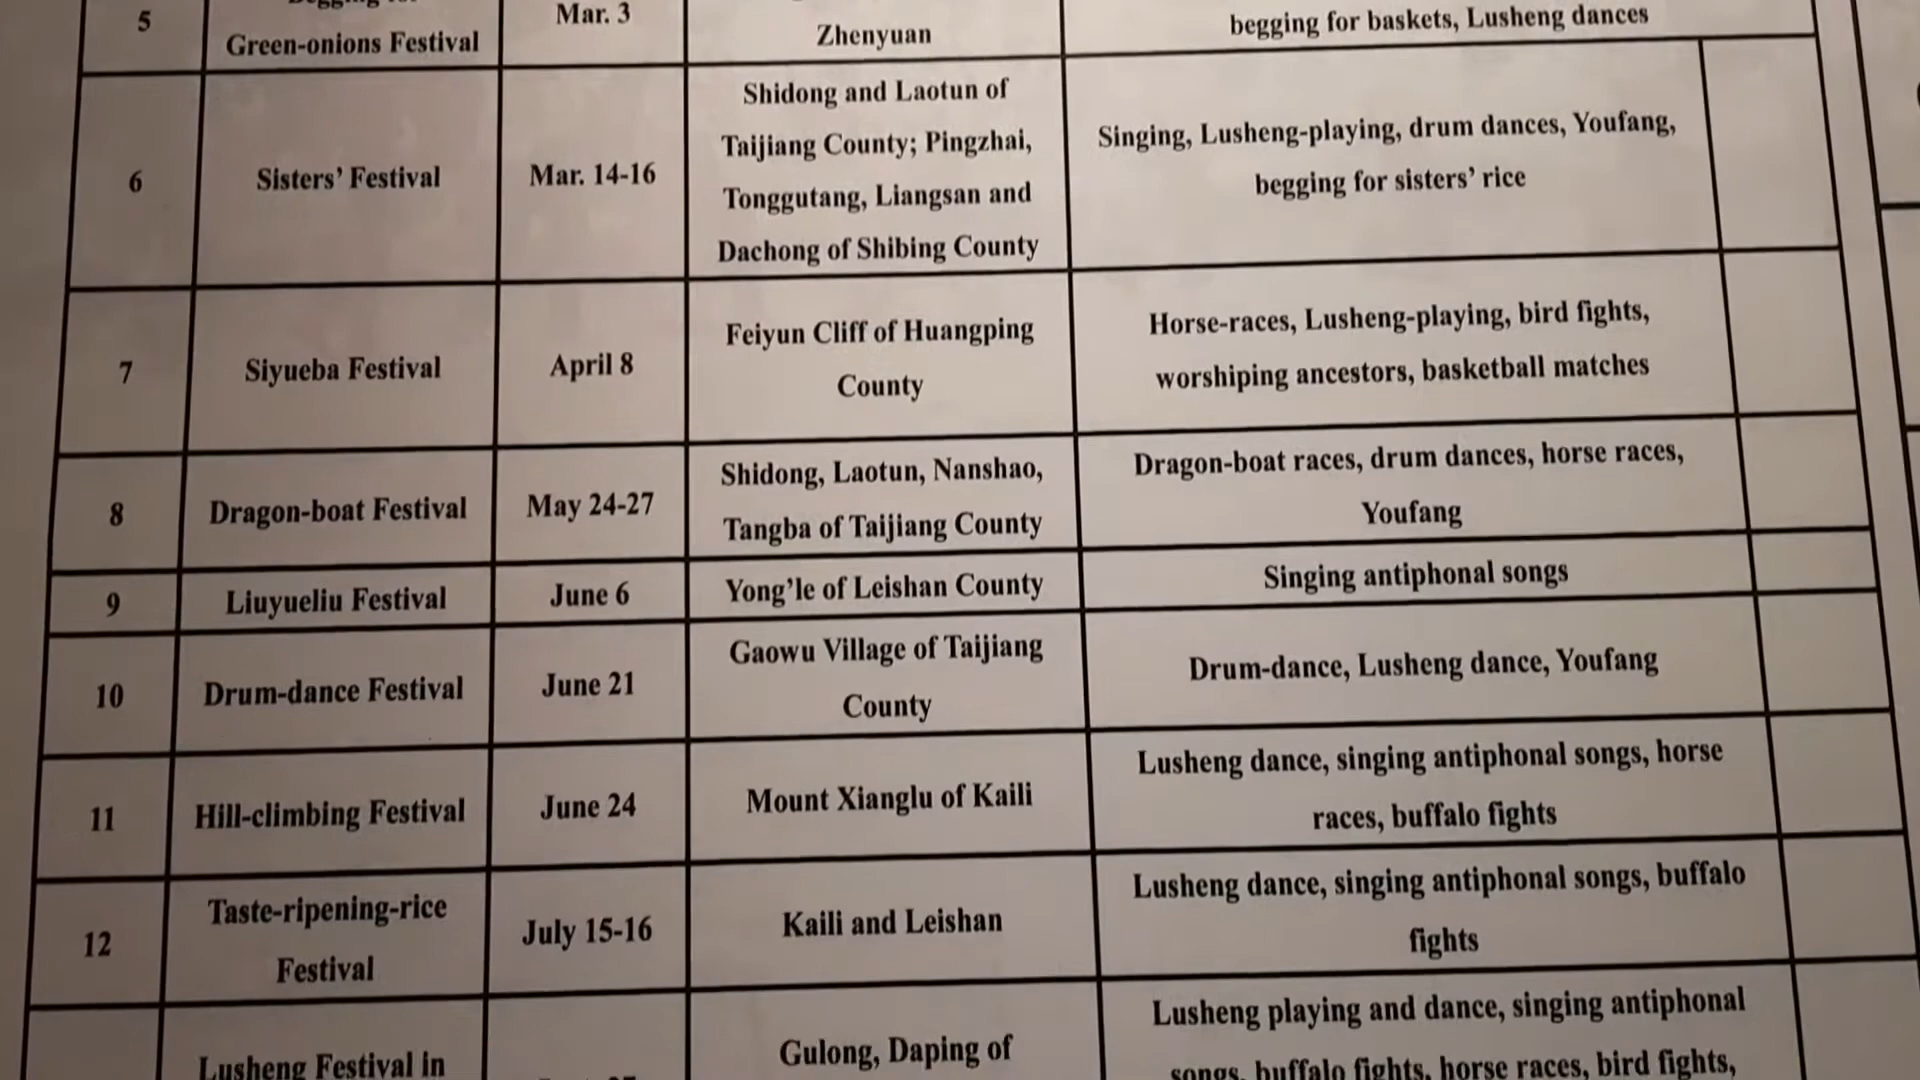 5
Green-onions Festival
Mar. 3
Zhenyuan
begging for baskets, Lusheng dances
6
Sisters’ Festival
Mar. 14-16
Shidong and Laotun of
Taijiang County; Pingzhai,
Tonggutang, Liangsan and
Dachong of Shibing County
Singing, Lusheng-playing, drum dances, Youfang,
begging for sisters’ rice
7
Siyueba Festival
April 8
Feiyun Cliff of Huangping
County
Horse-races, Lusheng-playing, bird fights,
worshiping ancestors, basketball matches
8
Dragon-boat Festival
May 24-27
Shidong, Laotun, Nanshao,
Tangba of Taijiang County
Dragon-boat races, drum dances, horse races,
Youfang
9
Liuyueliu Festival
June 6
Yong’le of Leishan County
Singing antiphonal songs
10
Drum-dance Festival
June 21
Gaowu Village of Taijiang
County
Drum-dance, Lusheng dance, Youfang
11
Hill-climbing Festival
June 24
Mount Xianglu of Kaili
Lusheng dance, singing antiphonal songs, horse
races, buffalo fights
12
Taste-ripening-rice
Festival
July 15-16
Kaili and Leishan
Lusheng dance, singing antiphonal songs, buffalo
fights
Lusheng Festival in
Gulong, Daping of
Lusheng playing and dance, singing antiphonal
songs, buffalo fights, horse races, bird fights,